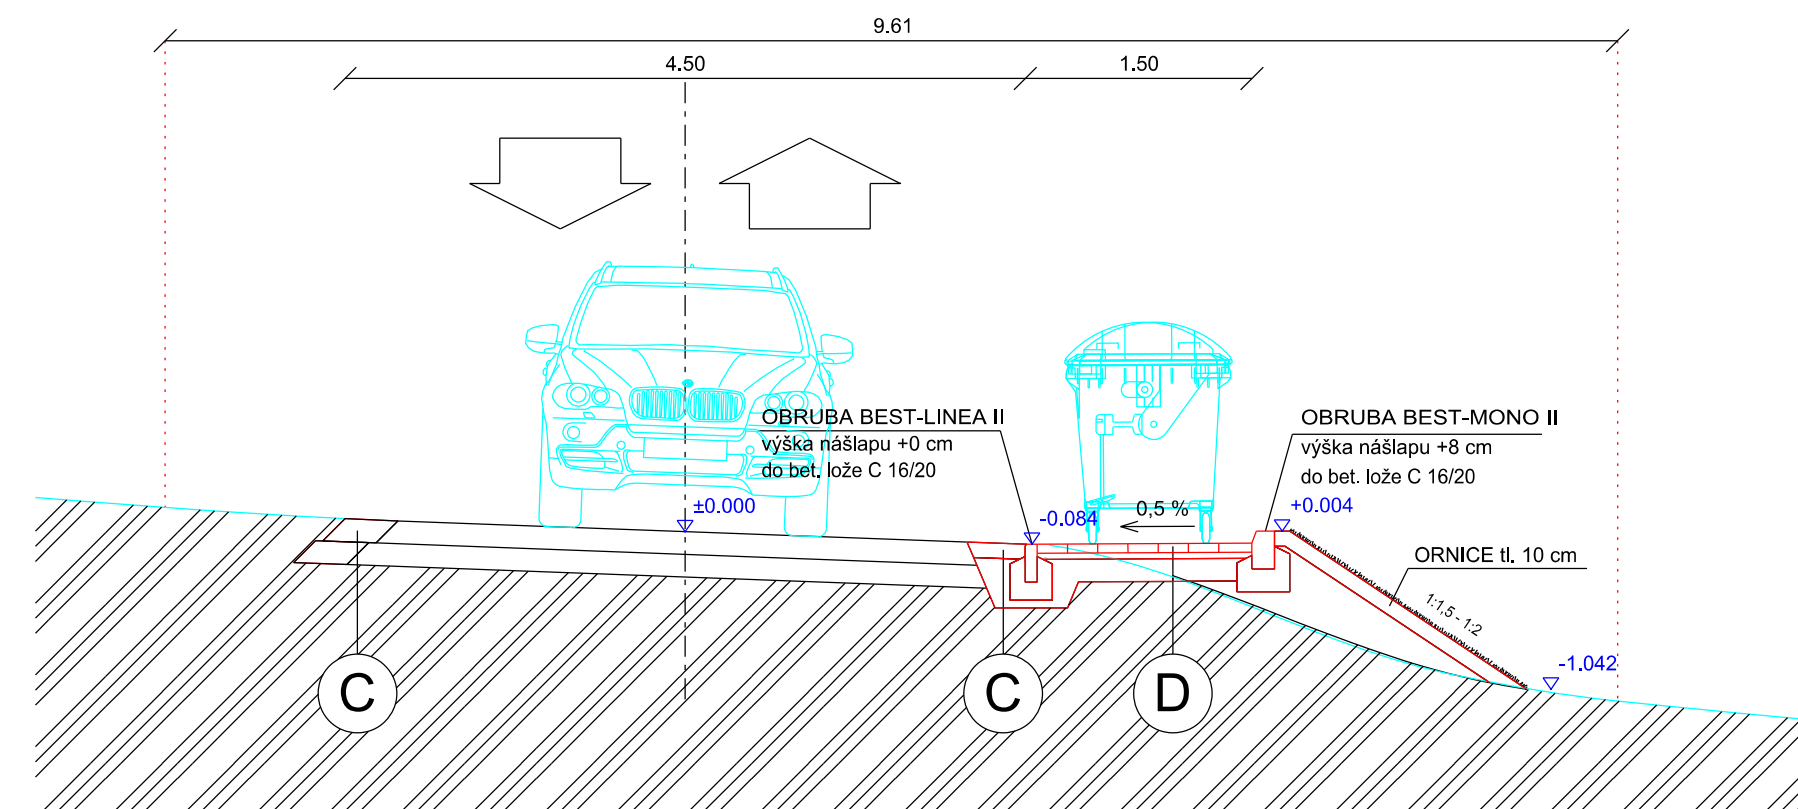 9.61
4.50
1.50
OBRUBA BEST-LINEA II
výška nášlapu +0 cm
do bet. lože C 16/20
OBRUBA BEST-MONO II
výška nášlapu +8 cm
do bet. lože C 16/20
±0.000
-0.084
0,5 %
+0.004
ORNICE tl. 10 cm
1:1,5 - 1:2
-1.042
C
C
D